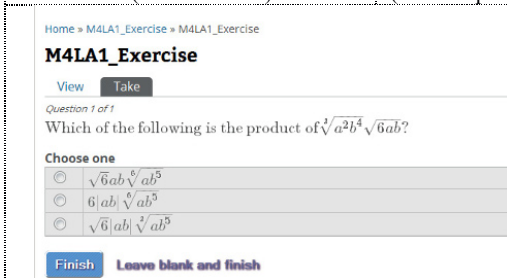 Home » M4LA1_Exercise » M4LA1_Exercise
M4LA1_Exercise
View Take
Question 1 of 1
Which of the following is the product of ∛a²b⁴ √6ab?
Choose one
√6ab ⁶√ab⁵
6|ab| ⁶√ab⁵
√6|ab| ²√ab⁵
Finish Leave blank and finish